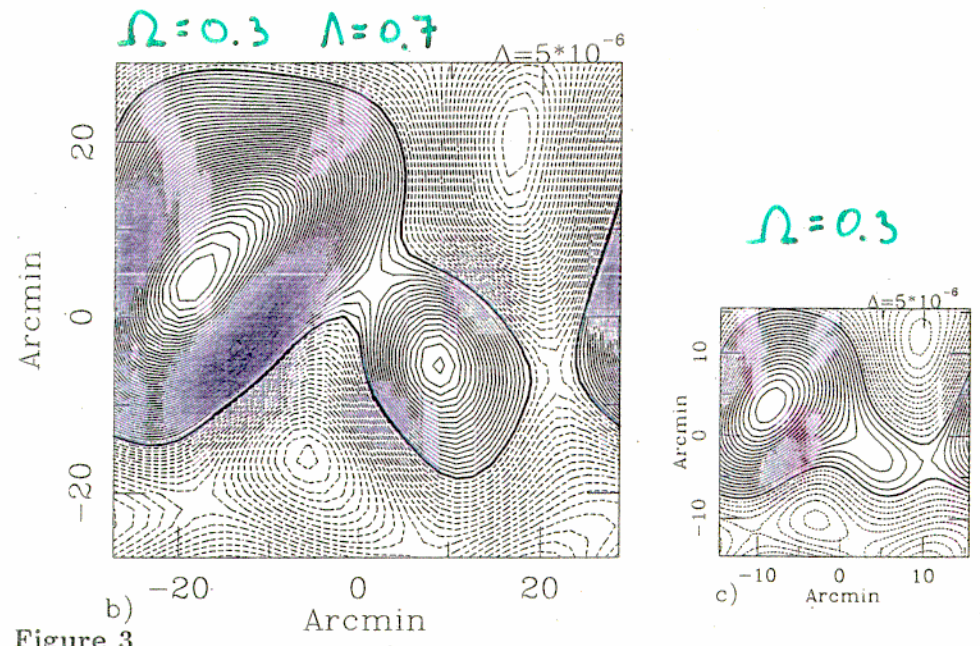 Ω=0.3 Λ=0.7
Λ=5*10⁻⁶
20
0
−20
Arcmin
−20 0 20
Arcmin
b)
Figure 3
Ω=0.3
Λ=5*10⁻⁶
10
0
−10
Arcmin
−10 0 10
Arcmin
c)